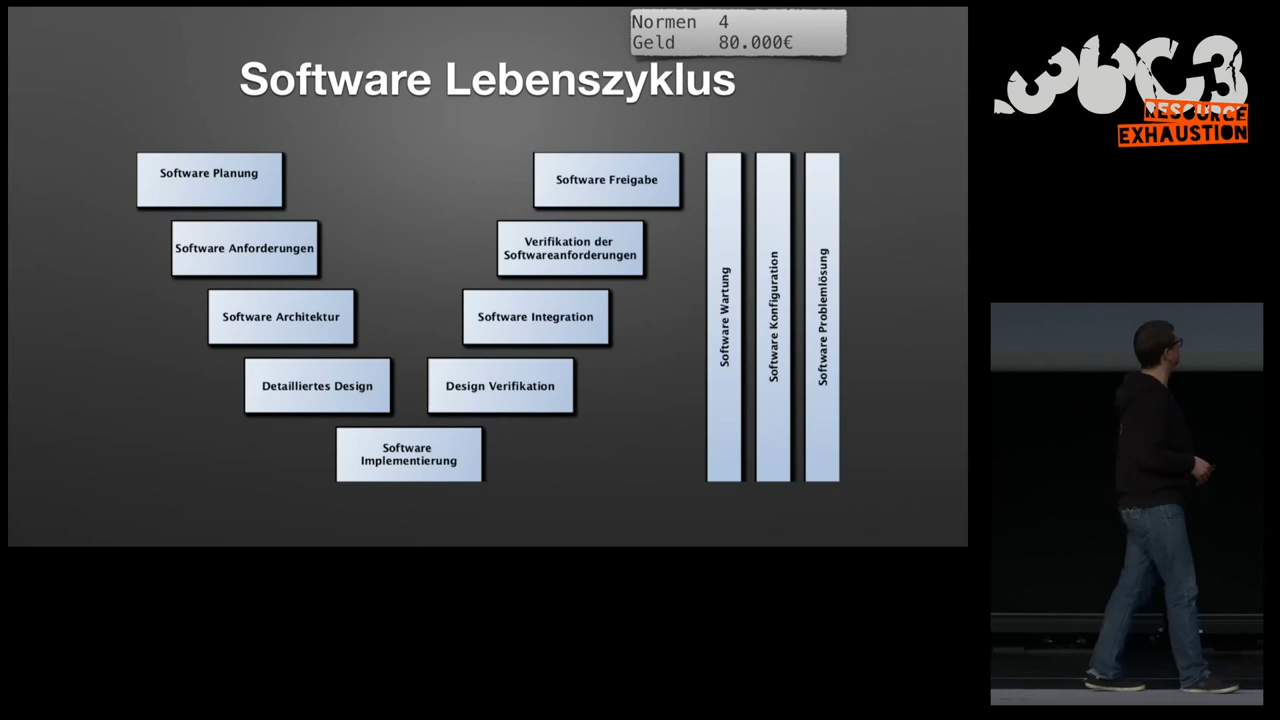 Normen 4
Geld 80.000€
Software Lebenszyklus
Software Planung
Software Anforderungen
Software Architektur
Detailliertes Design
Software
Implementierung
Design Verifikation
Software Integration
Verifikation der
Softwareanforderungen
Software Freigabe
Software Wartung
Software Konfiguration
Software Problemlösung
36C3
RESOURCE
EXHAUSTION